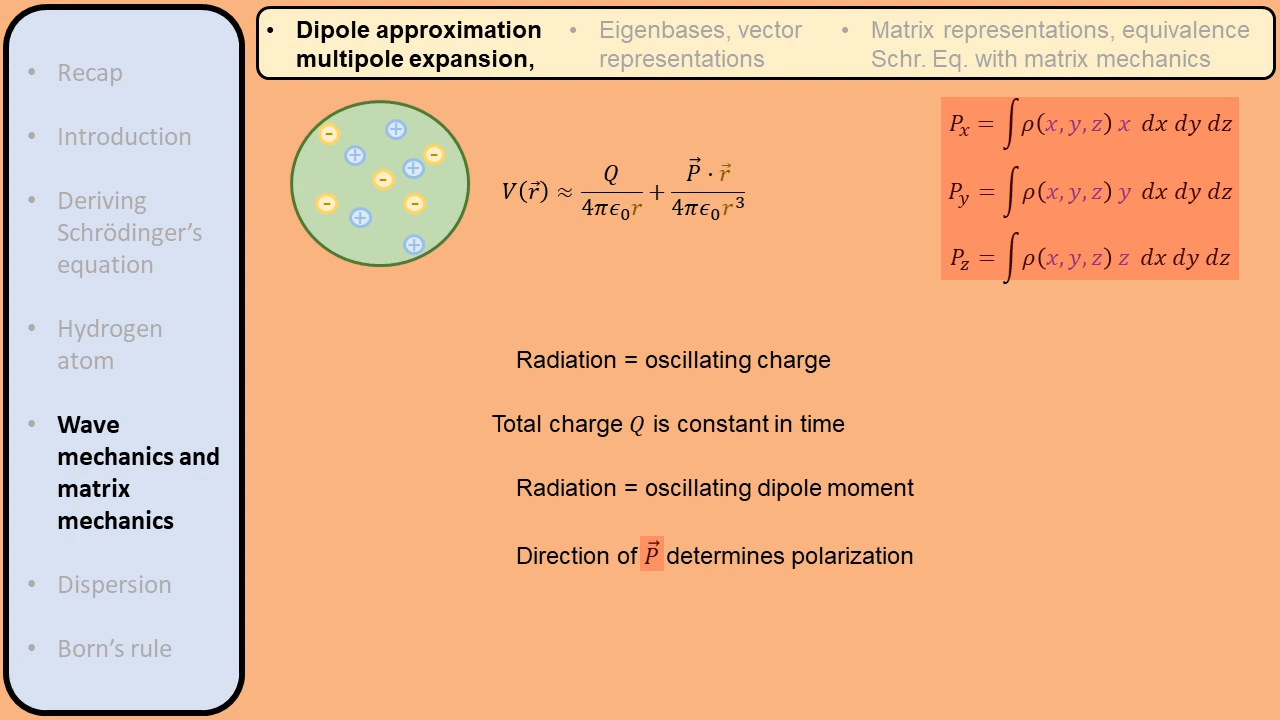 • Recap
• Introduction
• Deriving
Schrödinger's
equation
• Hydrogen
atom
• Wave
mechanics and
matrix
mechanics
• Dispersion
• Born's rule
• Dipole approximation
multipole expansion,
• Eigenbases, vector
representations
• Matrix representations, equivalence
Schr. Eq. with matrix mechanics
- + + - + - - - + +
V(r⃗) ≈ Q/(4πϵ₀r) + (P⃗ · r⃗)/(4πϵ₀r³)
Pₓ = ∫ ρ(x, y, z) x dx dy dz
P_y = ∫ ρ(x, y, z) y dx dy dz
P_z = ∫ ρ(x, y, z) z dx dy dz
Radiation = oscillating charge
Total charge Q is constant in time
Radiation = oscillating dipole moment
Direction of P⃗ determines polarization